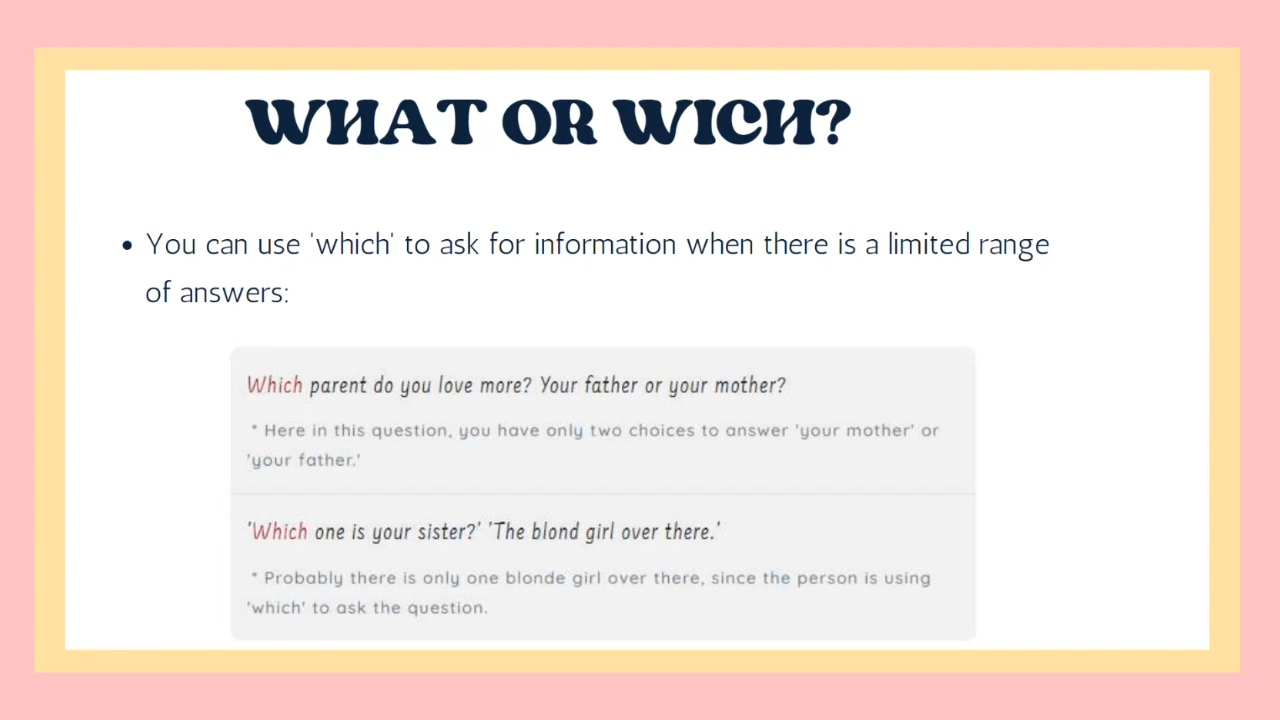 WHAT OR WICH?
• You can use 'which' to ask for information when there is a limited range
of answers:
Which parent do you love more? Your father or your mother?
* Here in this question, you have only two choices to answer 'your mother' or
'your father.'
'Which one is your sister?' 'The blond girl over there.'
* Probably there is only one blonde girl over there, since the person is using
'which' to ask the question.